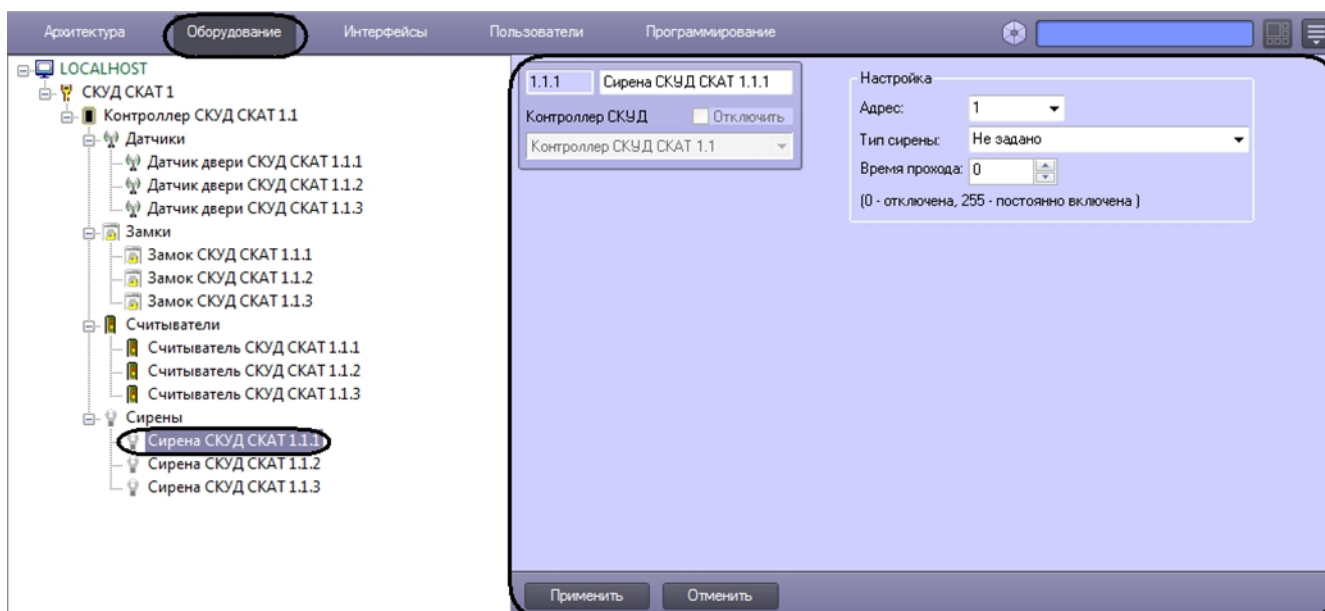 Архитектура Оборудование Интерфейсы Пользователи Программирование
LOCALHOST
СКУД СКАТ 1
Контроллер СКУД СКАТ 1.1
Датчики
Датчик двери СКУД СКАТ 1.1.1
Датчик двери СКУД СКАТ 1.1.2
Датчик двери СКУД СКАТ 1.1.3
Замки
Замок СКУД СКАТ 1.1.1
Замок СКУД СКАТ 1.1.2
Замок СКУД СКАТ 1.1.3
Считыватели
Считыватель СКУД СКАТ 1.1.1
Считыватель СКУД СКАТ 1.1.2
Считыватель СКУД СКАТ 1.1.3
Сирены
Сирена СКУД СКАТ 1.1.1
Сирена СКУД СКАТ 1.1.2
Сирена СКУД СКАТ 1.1.3
1.1.1 Сирена СКУД СКАТ 1.1.1
Контроллер СКУД Отключить
Контроллер СКУД СКАТ 1.1
Настройка
Адрес: 1
Тип сирены: Не задано
Время прохода: 0
(0 - отключена, 255 - постоянно включена )
Применить Отменить